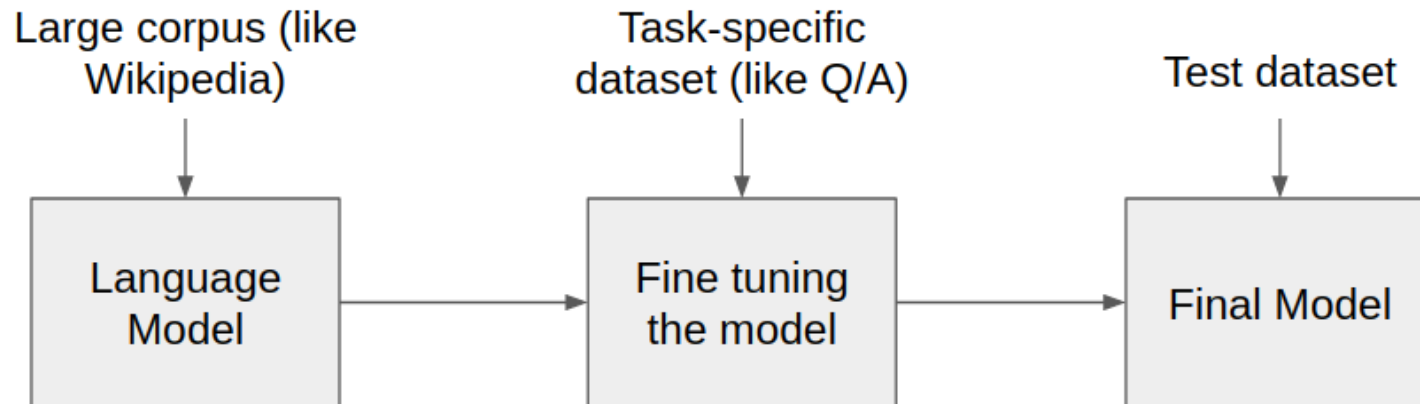 Large corpus (like
Wikipedia)
Task-specific
dataset (like Q/A)
Test dataset
Language
Model
Fine tuning
the model
Final Model